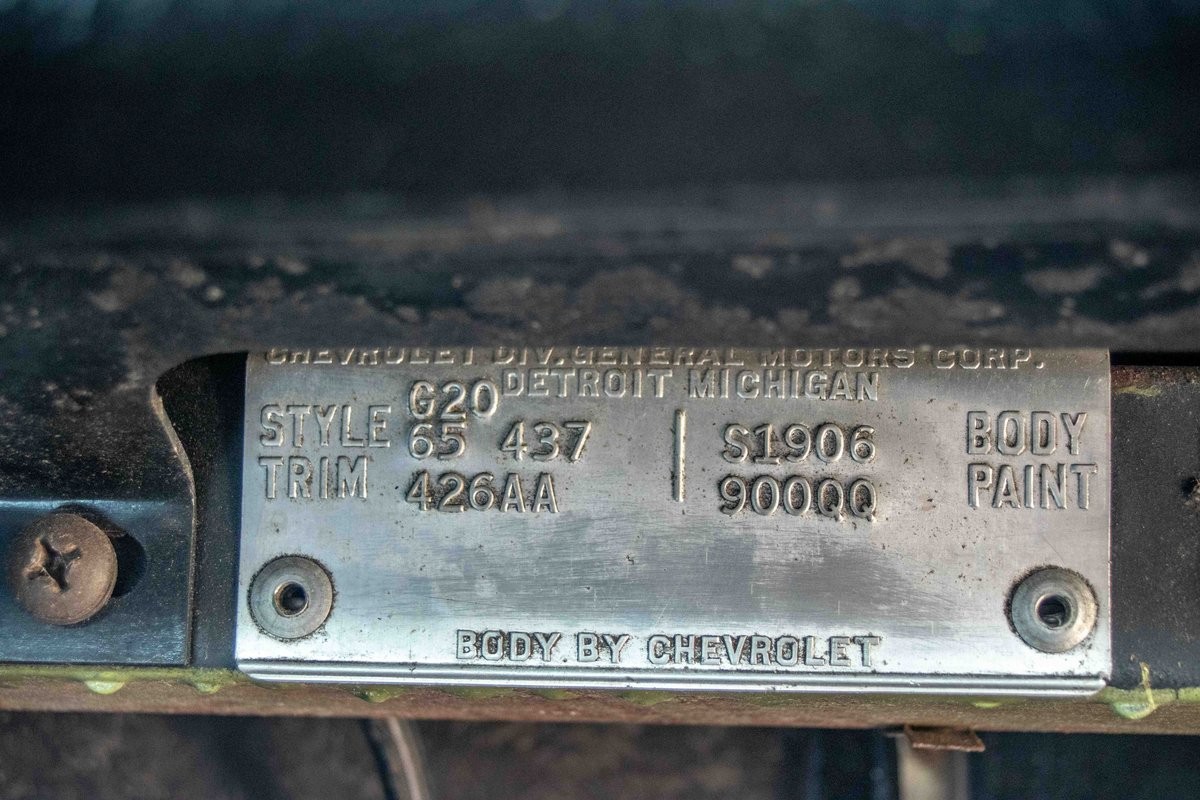 CHEVROLET DIV. GENERAL MOTORS CORP.
DETROIT MICHIGAN
G20
STYLE 65 437 S1906 BODY
TRIM 426AA 900QQ PAINT
BODY BY CHEVROLET